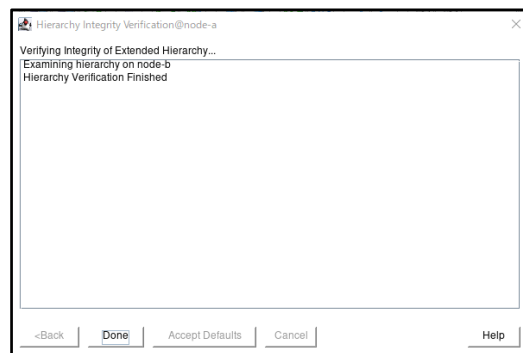 Hierarchy Integrity Verification@node-a
Verifying Integrity of Extended Hierarchy...
Examining hierarchy on node-b
Hierarchy Verification Finished
<Back Done Accept Defaults Cancel Help